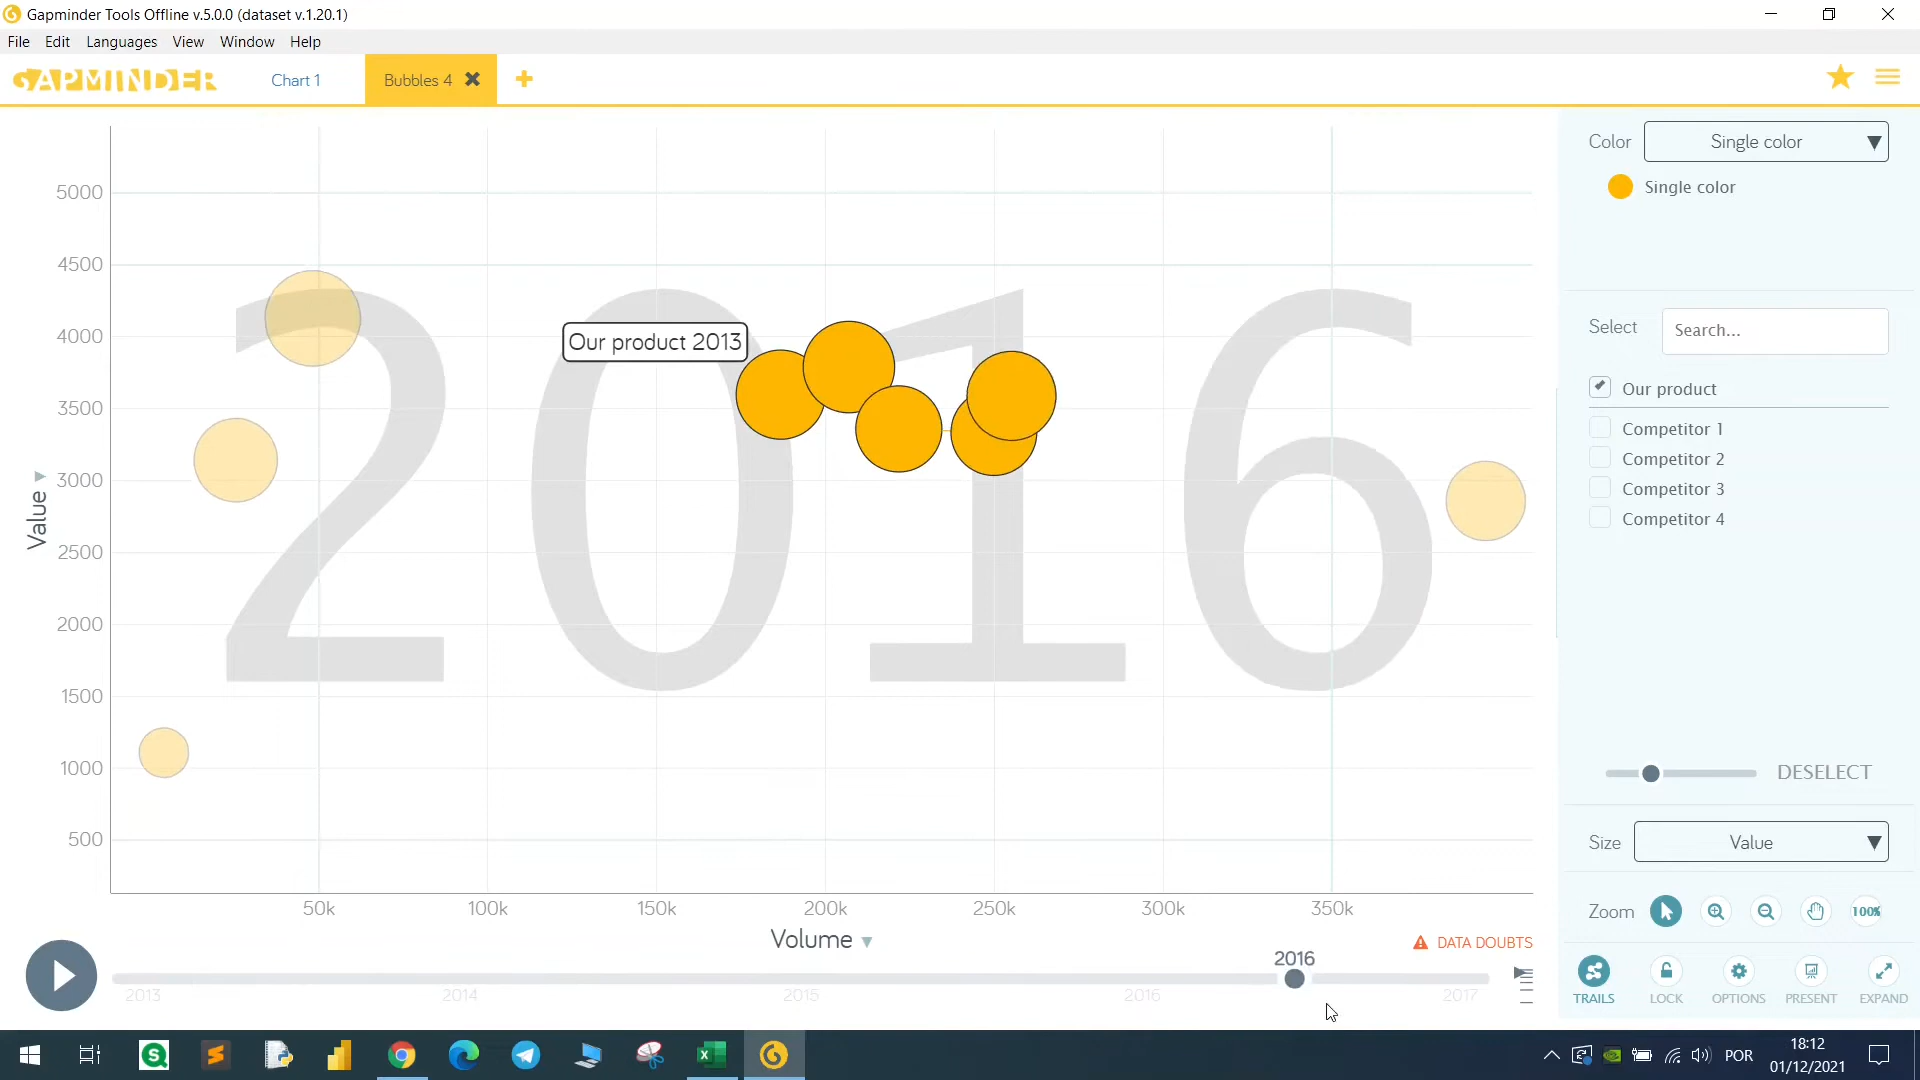 Gapminder Tools Offline v.5.0.0 (dataset v.1.20.1)
File Edit Languages View Window Help
GAPMINDER Chart 1 Bubbles 4
Color Single color
Single color
Select Search...
Our product
Competitor 1
Competitor 2
Competitor 3
Competitor 4
DESELECT
Size Value
Zoom 100%
TRAILS LOCK OPTIONS PRESENT EXPAND
2016
Our product 2013
5000
4500
4000
3500
3000
2500
2000
1500
1000
500
Value
50k 100k 150k 200k 250k 300k 350k
Volume
DATA DOUBTS
2016
2013 2014 2015 2016 2017
POR
18:12
01/12/2021